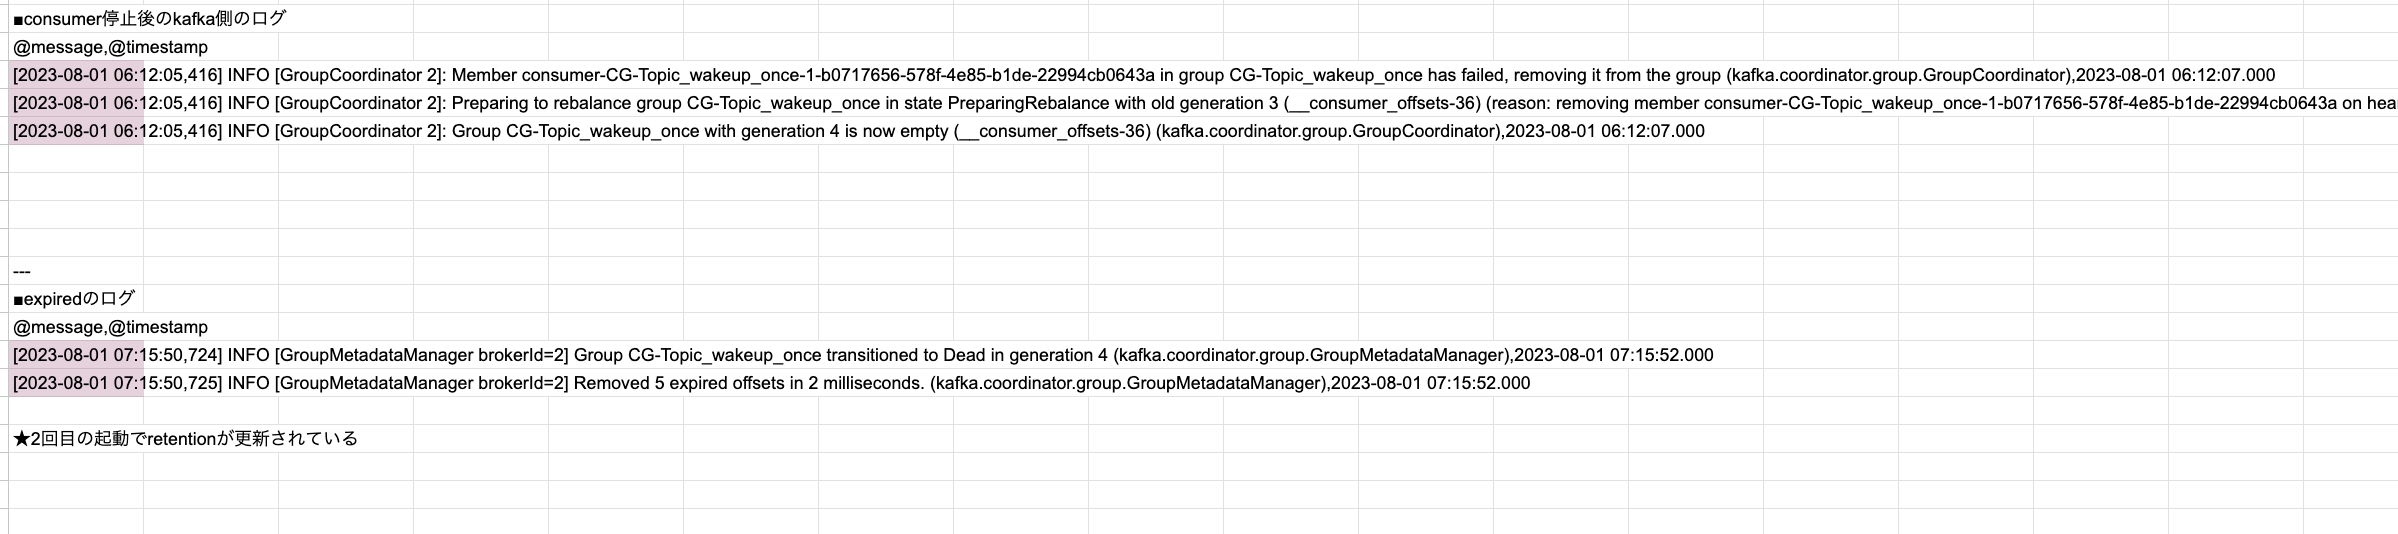 ■consumer停止後のkafka側のログ
@message,@timestamp
[2023-08-01 06:12:05,416] INFO [GroupCoordinator 2]: Member consumer-CG-Topic_wakeup_once-1-b0717656-578f-4e85-b1de-22994cb0643a in group CG-Topic_wakeup_once has failed, removing it from the group (kafka.coordinator.group.GroupCoordinator),2023-08-01 06:12:07.000
[2023-08-01 06:12:05,416] INFO [GroupCoordinator 2]: Preparing to rebalance group CG-Topic_wakeup_once in state PreparingRebalance with old generation 3 (__consumer_offsets-36) (reason: removing member consumer-CG-Topic_wakeup_once-1-b0717656-578f-4e85-b1de-22994cb0643a on hea
[2023-08-01 06:12:05,416] INFO [GroupCoordinator 2]: Group CG-Topic_wakeup_once with generation 4 is now empty (__consumer_offsets-36) (kafka.coordinator.group.GroupCoordinator),2023-08-01 06:12:07.000
---
■expiredのログ
@message,@timestamp
[2023-08-01 07:15:50,724] INFO [GroupMetadataManager brokerId=2] Group CG-Topic_wakeup_once transitioned to Dead in generation 4 (kafka.coordinator.group.GroupMetadataManager),2023-08-01 07:15:52.000
[2023-08-01 07:15:50,725] INFO [GroupMetadataManager brokerId=2] Removed 5 expired offsets in 2 milliseconds. (kafka.coordinator.group.GroupMetadataManager),2023-08-01 07:15:52.000
★2回目の起動でretentionが更新されている